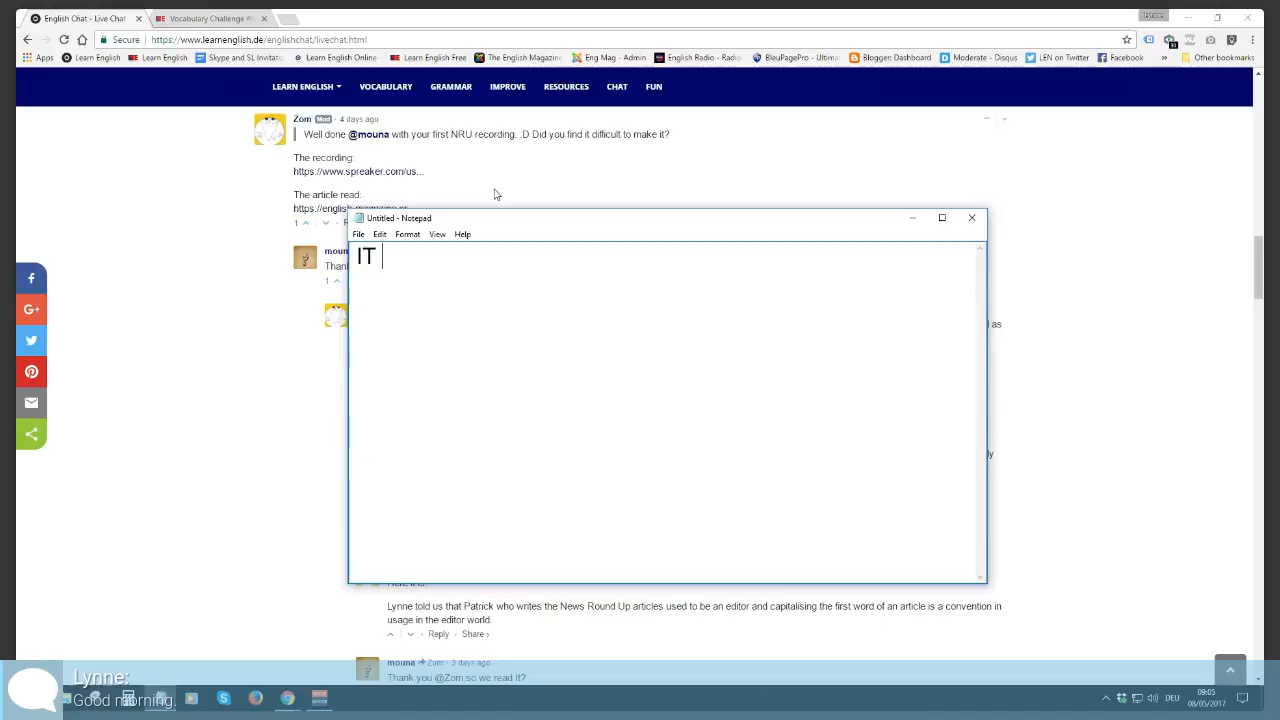 English Chat - Live Chat
Vocabulary Challenge
Lynne
Secure
https://www.learnenglish.de/englishchat/livechat.html
Apps
Learn English
Learn English
Skype and SL Invitatio
Learn English Online
Learn English Free
The English Magazine
Eng Mag - Admin
English Radio - Radio
BleuPagePro - Ultima
Blogger: Dashboard
Moderate - Disqus
LEN on Twitter
Facebook
»
Other bookmarks
LEARN ENGLISH
VOCABULARY
GRAMMAR
IMPROVE
RESOURCES
CHAT
FUN
Zom Mod • 4 days ago
Well done @mouna with your first NRU recording. :D Did you find it difficult to make it?
The recording:
https://www.spreaker.com/us...
The article read:
1
Untitled - Notepad
File Edit Format View Help
IT
1
as
ly
Lynne told us that Patrick who writes the News Round Up articles used to be an editor and capitalising the first word of an article is a convention in
usage in the editor world.
Reply Share ›
mouna Zom • 3 days ago
Thank you @Zom,so we read It?
Lynne:
Good morning.
DEU
09:05
08/05/2017